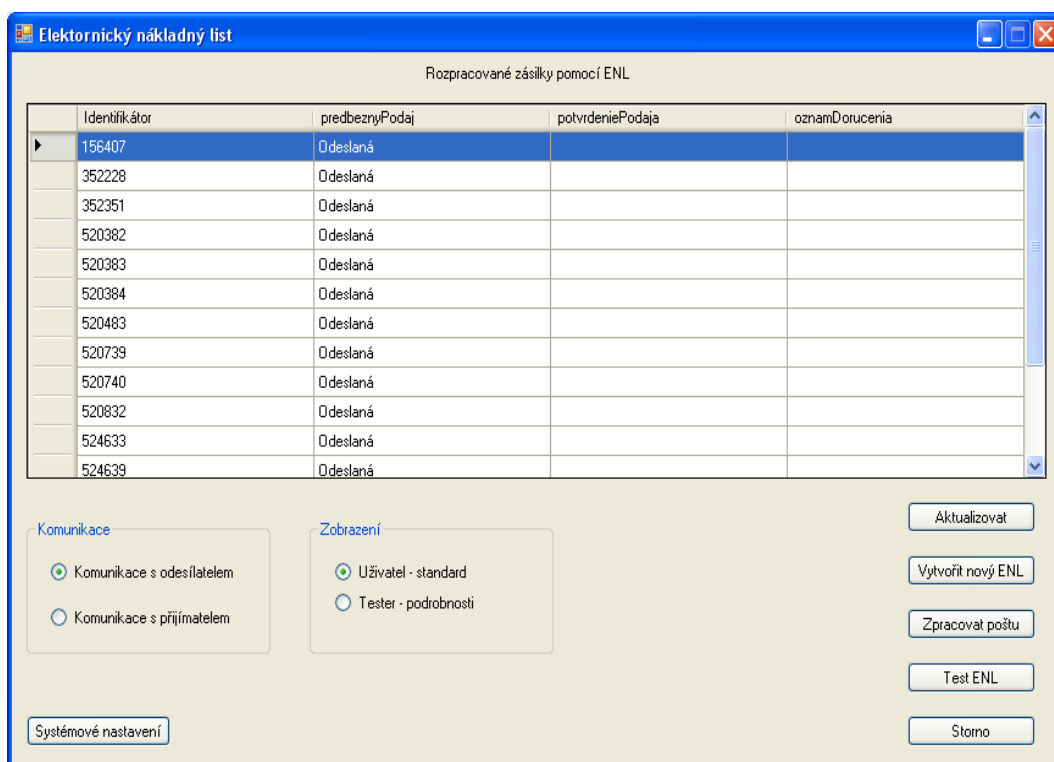 Elektornický nákladný list
Rozpracované zásilky pomocí ENL
Identifikátor predbeznyPodaj potvrdeniePodaja oznamDorucenia
156407 Odeslaná
352228 Odeslaná
352351 Odeslaná
520382 Odeslaná
520383 Odeslaná
520384 Odeslaná
520483 Odeslaná
520739 Odeslaná
520740 Odeslaná
520832 Odeslaná
524633 Odeslaná
524639 Odeslaná
Komunikace
Komunikace s odesílatelem
Komunikace s přijímatelem
Zobrazení
Uživatel - standard
Tester - podrobnosti
Aktualizovat
Vytvořit nový ENL
Zpracovat poštu
Test ENL
Systémové nastavení
Storno